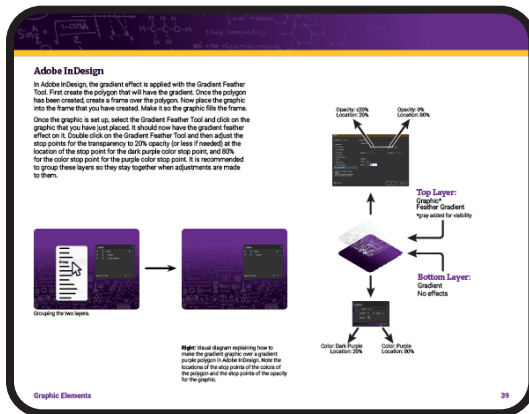 Adobe InDesign
In Adobe InDesign, the gradient effect is applied with the Gradient Feather
Tool. First create the polygon that will have the gradient. Once the polygon
has been created, create a frame over the polygon. Now place the graphic
into the frame that you have created. Make it so the graphic fills the frame.
Once the graphic is set up, select the Gradient Feather Tool and click on the
graphic that you have just placed. It should now have the gradient feather
effect on it. Double click on the Gradient Feather Tool and then adjust the
stop points for the transparency to 20% opacity (or less if needed) at the
location of the stop point for the dark purple color stop point, and 80%
for the color stop point for the purple color stop point. It is recommended
to group these layers so they stay together when adjustments are made
to them.
Opacity: ≤20%
Location: 20%
Opacity: 0%
Location: 80%
Top Layer:
Graphic*
Feather Gradient
*gray added for visibility
Bottom Layer:
Gradient
No effects
Color: Dark Purple
Location: 20%
Color: Purple
Location: 80%
Grouping the two layers.
Right: Visual diagram explaining how to
make the gradient graphic over a gradient
purple polygon in Adobe InDesign. Note the
locations of the stop points of the colors of
the polygon and the stop points of the opacity
for the graphic.
Graphic Elements
39